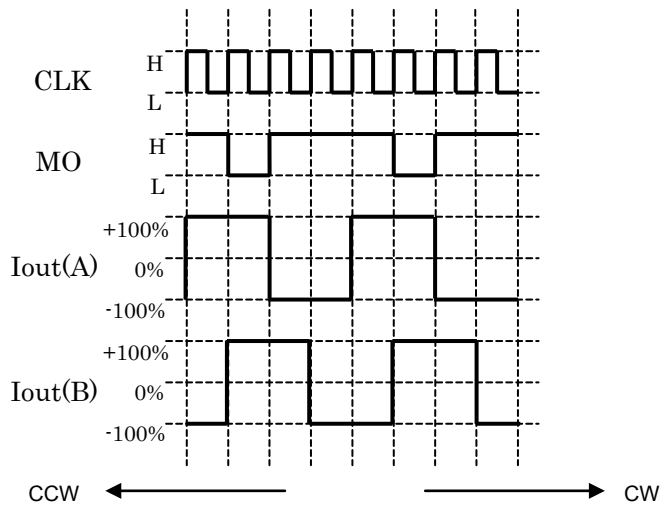 CLK
H
L
MO
H
L
Iout(A)
+100%
0%
-100%
Iout(B)
+100%
0%
-100%
CCW
CW